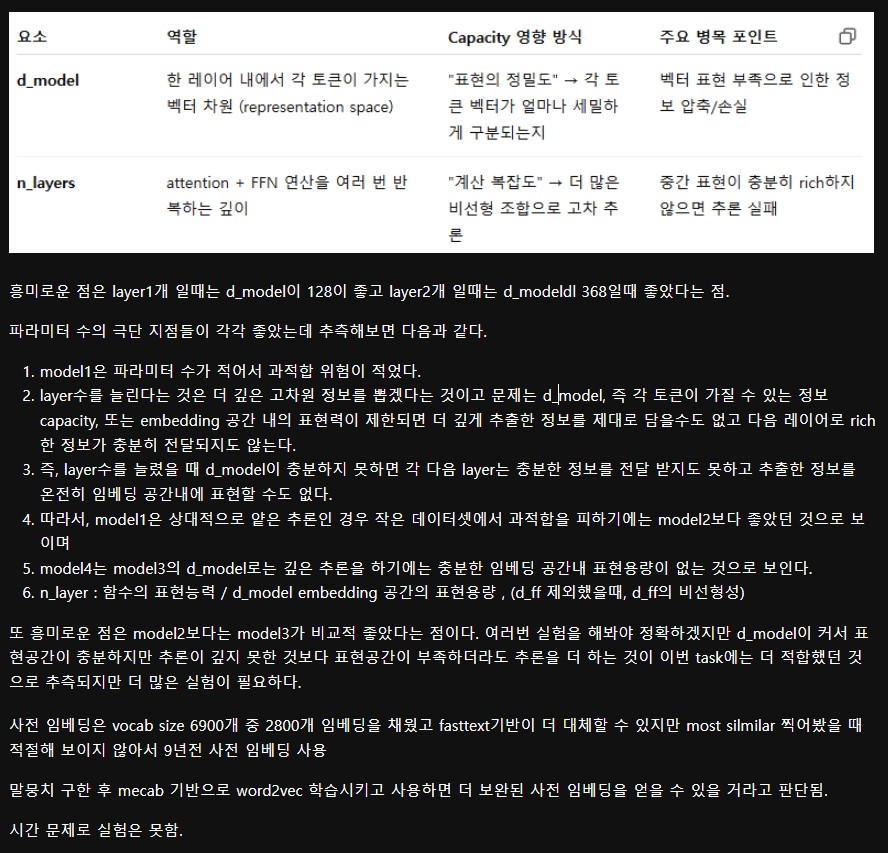 요소 역할 Capacity 영향 방식 주요 병목 포인트
d_model 한 레이어 내에서 각 토큰이 가지는 "표현의 정밀도" → 각 토 벡터 표현 부족으로 인한 정
벡터 차원 (representation space) 큰 벡터가 얼마나 세밀하 보 압축/손실
게 구분되는지
n_layers attention + FFN 연산을 여러 번 반 "계산 복잡도" → 더 많은 중간 표현이 충분히 rich하지
복하는 깊이 비선형 조합으로 고차 추 않으면 추론 실패
론
흥미로운 점은 layer1개 일때는 d_model이 128이 좋고 layer2개 일때는 d_modeldl 368일때 좋았다는 점.
파라미터 수의 극단 지점들이 각각 좋았는데 추측해보면 다음과 같다.
1. model1은 파라미터 수가 적어서 과적합 위험이 적었다.
2. layer수를 늘린다는 것은 더 깊은 고차원 정보를 뽑겠다는 것이고 문제는 d_model, 즉 각 토큰이 가질 수 있는 정보
capacity, 또는 embedding 공간 내의 표현력이 제한되면 더 깊게 추출한 정보를 제대로 담을수도 없고 다음 레이어로 rich
한 정보가 충분히 전달되지도 않는다.
3. 즉, layer수를 늘렸을 때 d_model이 충분하지 못하면 각 다음 layer는 충분한 정보를 전달 받지도 못하고 추출한 정보를
온전히 임베딩 공간내에 표현할 수도 없다.
4. 따라서, model1은 상대적으로 얕은 추론인 경우 작은 데이터셋에서 과적합을 피하기에는 model2보다 좋았던 것으로 보
이며
5. model4는 model3의 d_model로는 깊은 추론을 하기에는 충분한 임베딩 공간내 표현용량이 없는 것으로 보인다.
6. n_layer : 함수의 표현능력 / d_model embedding 공간의 표현용량 , (d_ff 제외했을때, d_ff의 비선형성)
또 흥미로운 점은 model2보다는 model3가 비교적 좋았다는 점이다. 여러번 실험을 해봐야 정확하겠지만 d_model이 커서 표
현공간이 충분하지만 추론이 깊지 못한 것보다 표현공간이 부족하더라도 추론을 더 하는 것이 이번 task에는 더 적합했던 것
으로 추측되지만 더 많은 실험이 필요하다.
사전 임베딩은 vocab size 6900개 중 2800개 임베딩을 채웠고 fasttext기반이 더 대체할 수 있지만 most silmilar 찍어봤을 때
적절해 보이지 않아서 9년전 사전 임베딩 사용
말뭉치 구한 후 mecab 기반으로 word2vec 학습시키고 사용하면 더 보완된 사전 임베딩을 얻을 수 있을 거라고 판단됨.
시간 문제로 실험은 못함.